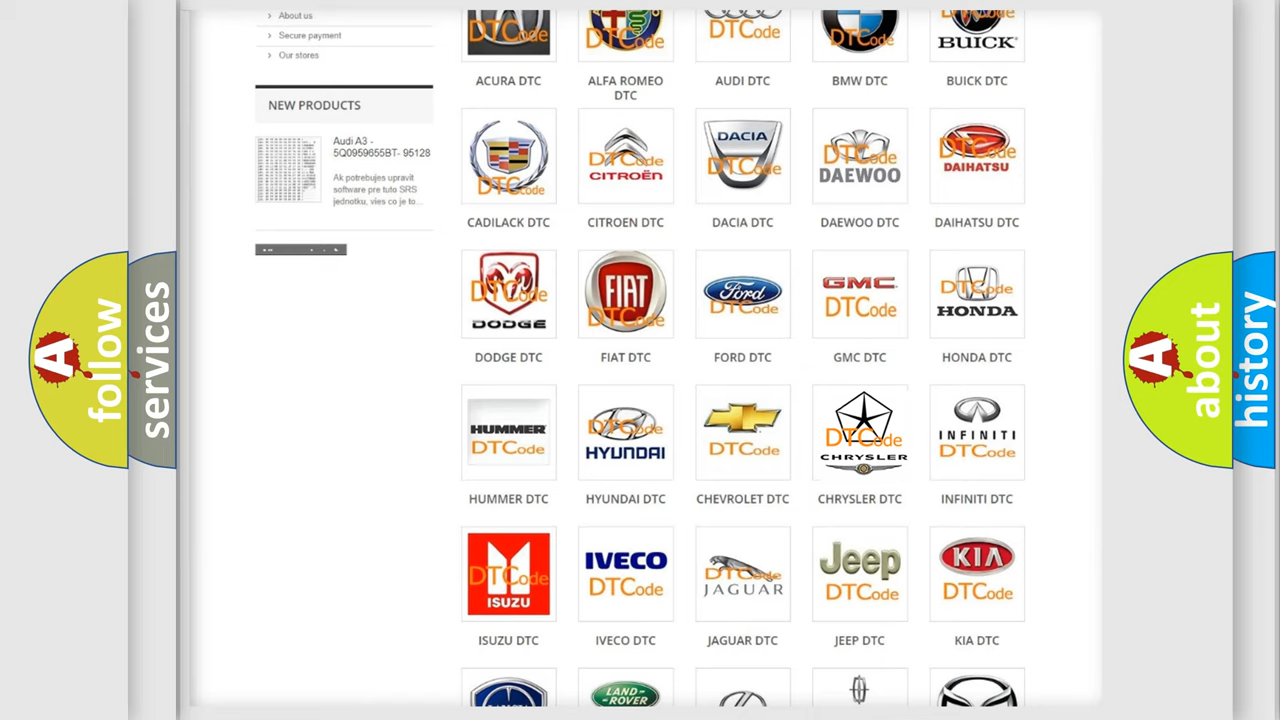 About us
Secure payment
Our stores
NEW PRODUCTS
Audi A3 -
5Q0959655BT- 95128
Ak potrebujes upravit
software pre tuto SRS
jednotku, vies co je to...
DTCode
DTCode
DTCode
DTCode
BUICK
ACURA DTC
ALFA ROMEO
DTC
AUDI DTC
BMW DTC
BUICK DTC
DTCode
DTCode
CITROËN
DACIA
DTCode
DTCode
DAEWOO
DTCode
DAIHATSU
CADILACK DTC
CITROEN DTC
DACIA DTC
DAEWOO DTC
DAIHATSU DTC
DTCode
DODGE
FIAT
DTCode
Ford
DTCode
GMC
DTCode
DTCode
HONDA
DODGE DTC
FIAT DTC
FORD DTC
GMC DTC
HONDA DTC
HUMMER
DTCode
DTCode
HYUNDAI
DTCode
DTCode
CHRYSLER
INFINITI
DTCode
HUMMER DTC
HYUNDAI DTC
CHEVROLET DTC
CHRYSLER DTC
INFINITI DTC
DTCode
ISUZU
IVECO
DTCode
DTCode
JAGUAR
Jeep
DTCode
KIA
DTCode
ISUZU DTC
IVECO DTC
JAGUAR DTC
JEEP DTC
KIA DTC
LAND-
ROVER
A
follow
services
A
about
history